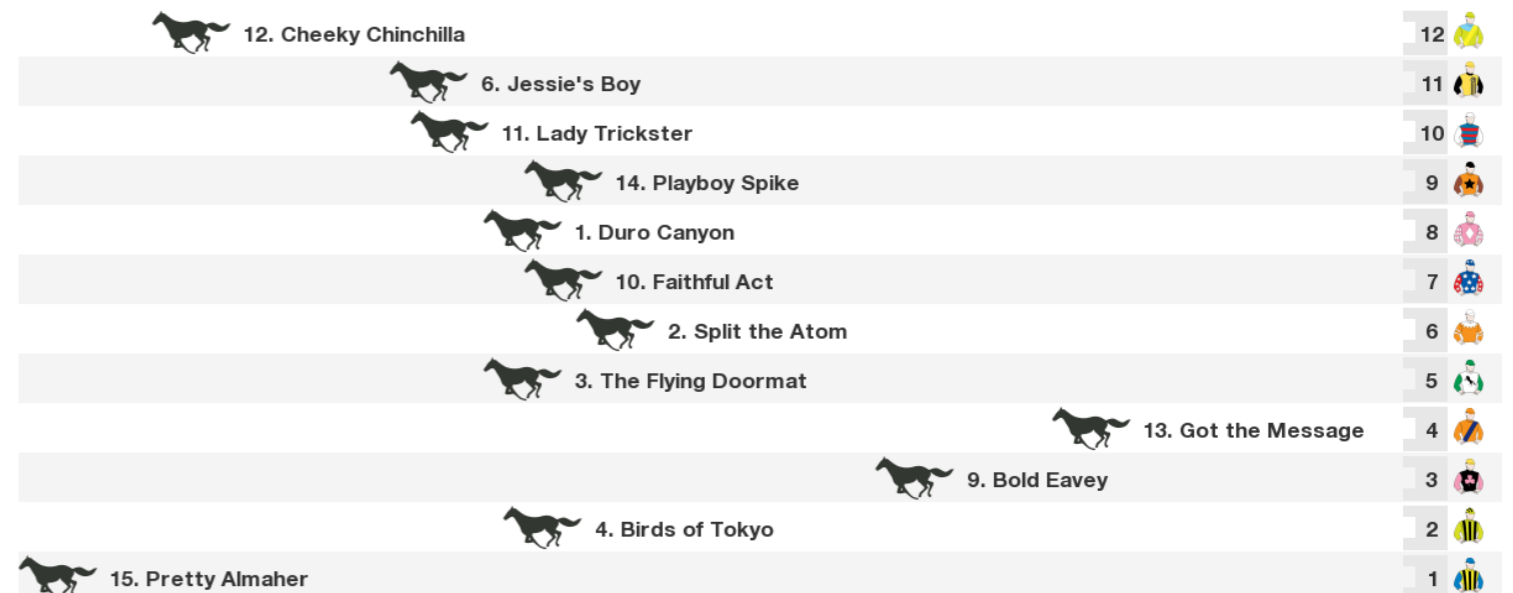 12. Cheeky Chinchilla 12
6. Jessie's Boy 11
11. Lady Trickster 10
14. Playboy Spike 9
1. Duro Canyon 8
10. Faithful Act 7
2. Split the Atom 6
3. The Flying Doormat 5
13. Got the Message 4
9. Bold Eavey 3
4. Birds of Tokyo 2
15. Pretty Almaher 1